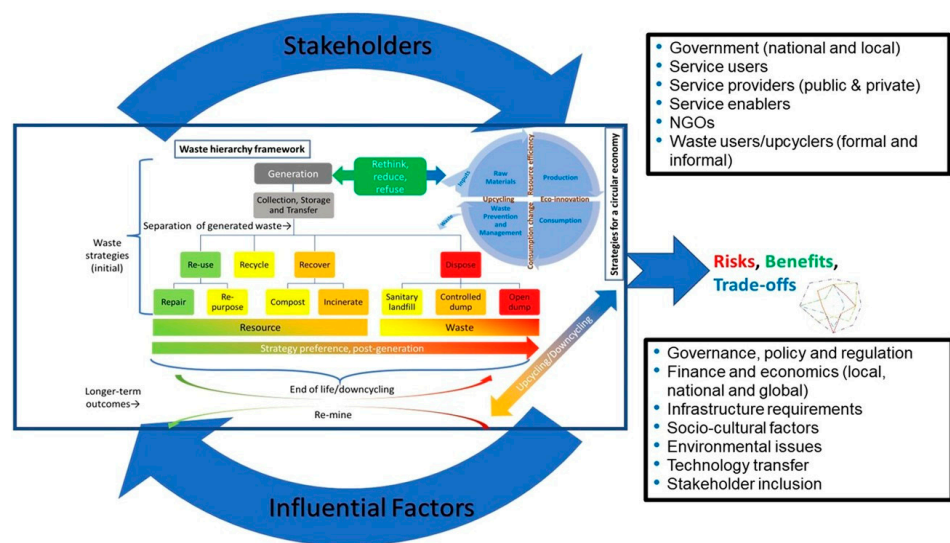 Stakeholders
• Government (national and local)
• Service users
• Service providers (public & private)
• Service enablers
• NGOs
• Waste users/upcyclers (formal and
informal)
Waste hierarchy framework
Generation
Rethink,
reduce,
refuse
Collection, Storage
and Transfer
Separation of generated waste→
Waste
strategies
(initial)
Re-use
Recycle
Recover
Dispose
Repair
Re-
purpose
Compost
Incinerate
Sanitary
landfill
Controlled
dump
Open
dump
Resource
Waste
Strategy preference, post-generation
End of life/downcycling
Longer-term
outcomes→
Re-mine
Inputs
Raw
Materials
Resource efficiency
Production
Upcycling
Eco-innovation
Waste
Waste
Prevention
and
Management
Consumption change
Consumption
Strategies for a circular economy
Upcycling/Downcycling
Risks, Benefits,
Trade-offs
• Governance, policy and regulation
• Finance and economics (local,
national and global)
• Infrastructure requirements
• Socio-cultural factors
• Environmental issues
• Technology transfer
• Stakeholder inclusion
Influential Factors